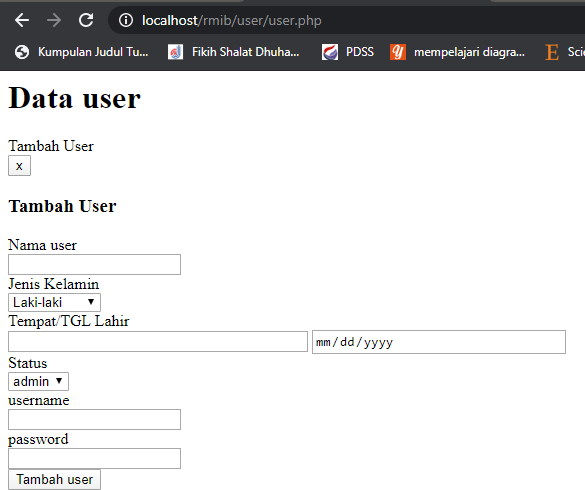 localhost/rmib/user/user.php
Kumpulan Judul Tu... Fikih Shalat Dhuha... PDSS mempelajari diagra... Scie
Data user
Tambah User
x
Tambah User
Nama user
Jenis Kelamin
Laki-laki
Tempat/TGL Lahir
mm/dd/yyyy
Status
admin
username
password
Tambah user